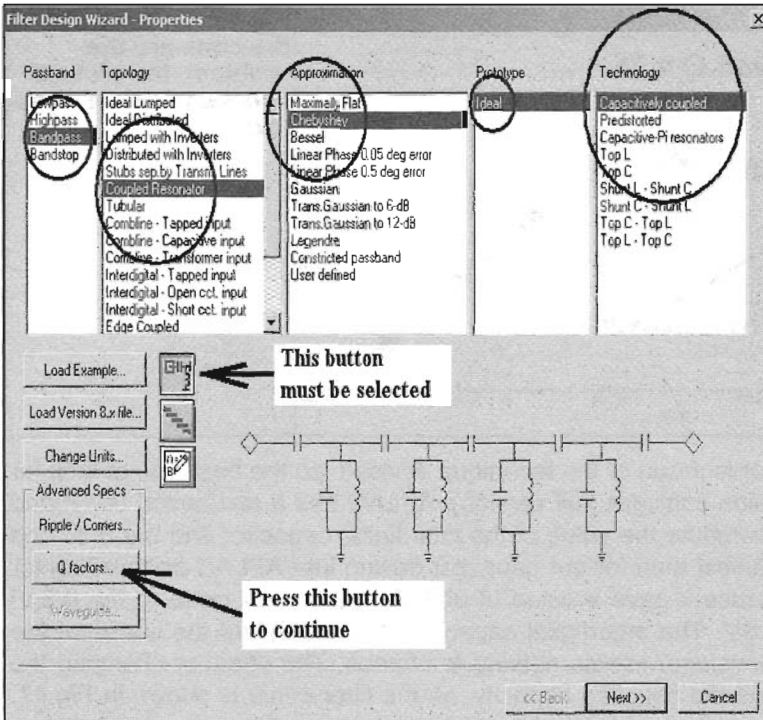 Filter Design Wizard - Properties
Passband
Topology
Approximation
Prototype
Technology
Lowpass
Highpass
Bandpass
Bandstop
Ideal Lumped
Ideal Distributed
Lumped with Inverters
Distributed with Inverters
Stubs sep.by Transm. Lines
Coupled Resonator
Tubular
Combline - Tapped input
Combline - Capacitive input
Combline - Transformer input
Interdigital - Tapped input
Interdigital - Open cct. input
Interdigital - Short cct. input
Edge Coupled
Maximally Flat
Chebyshev
Bessel
Linear Phase 0.05 deg error
Linear Phase 0.5 deg error
Gaussian
Trans.Gaussian to 6-dB
Trans.Gaussian to 12-dB
Legendre
Constricted passband
User defined
Ideal
Capacitively coupled
Predistorted
Capacitive-Pi resonators
Top L
Top C
Shunt L - Shunt C
Shunt C - Shunt L
Top C - Top L
Top L - Top C
Load Example...
This button
must be selected
Load Version 8.x file...
Change Units...
Advanced Specs
Ripple / Corners...
Q factors...
Press this button
to continue
Waveguide...
<< Back
Next >>
Cancel